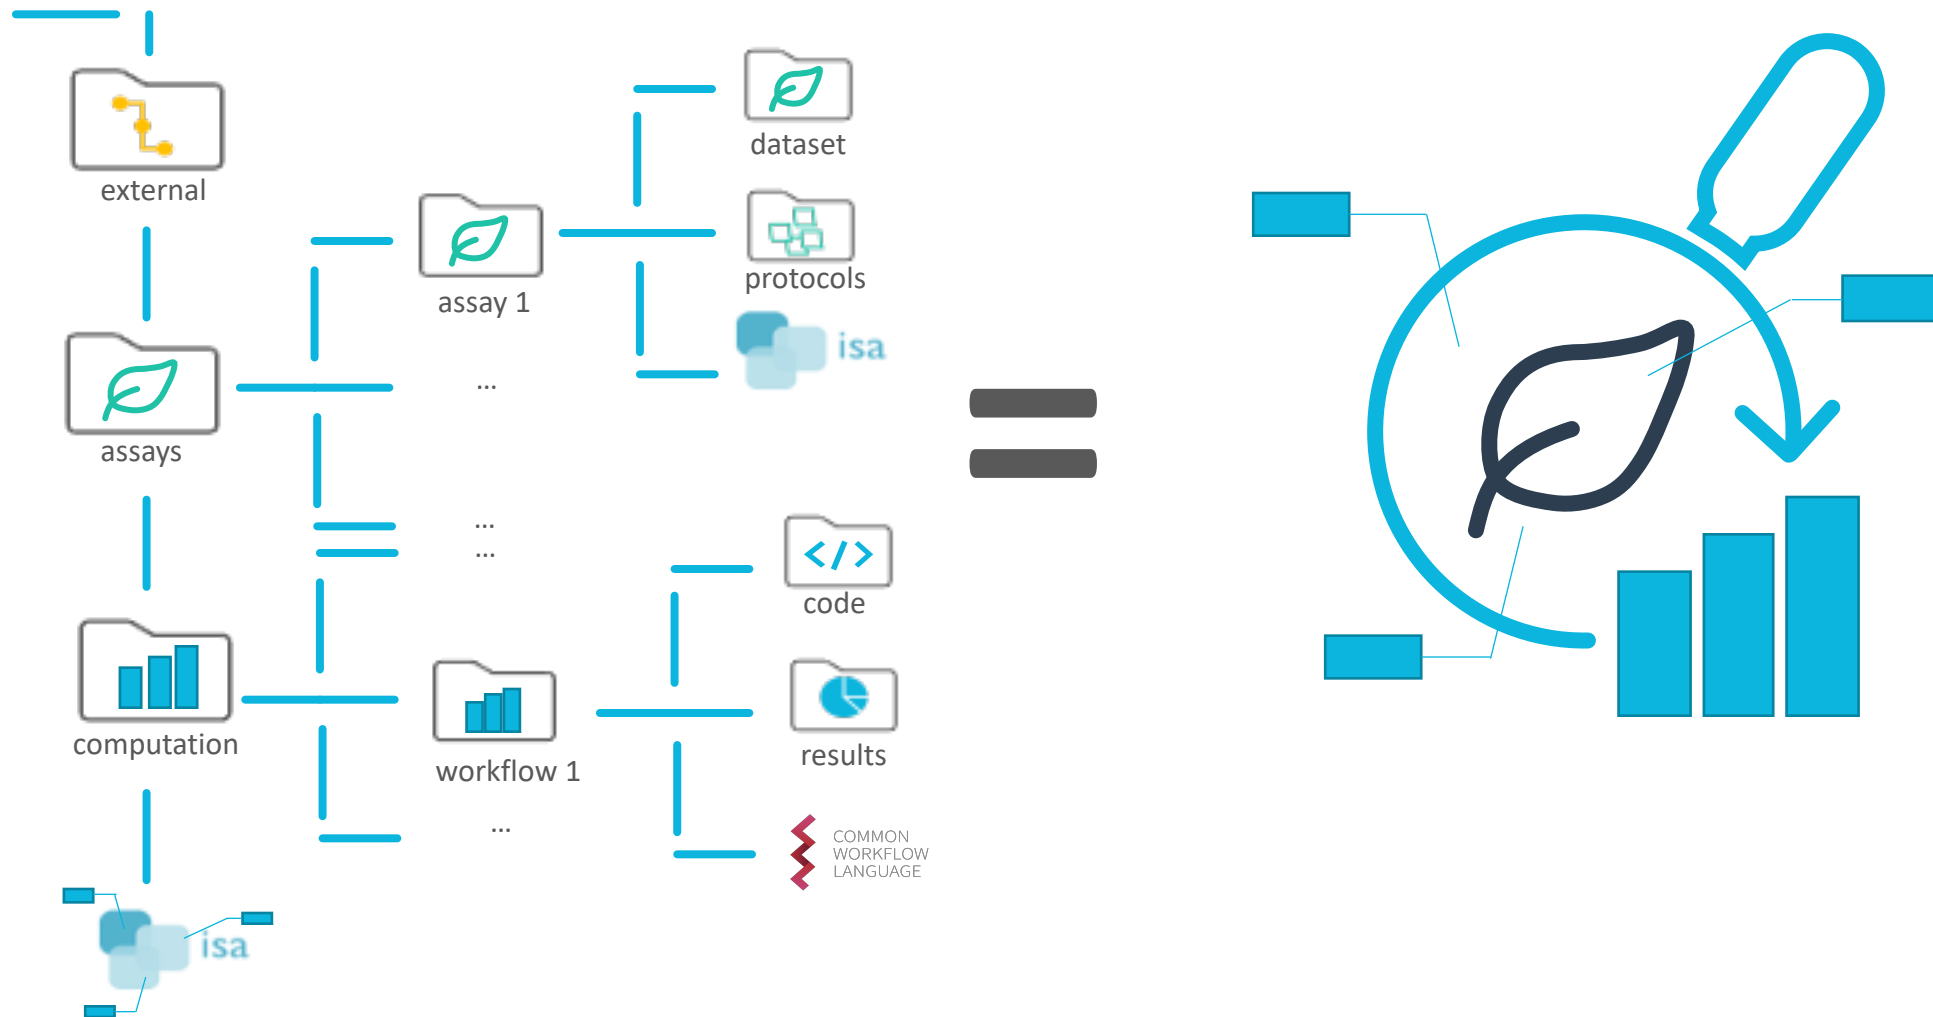 external
assays
computation
isa
assay 1
...
...
...
workflow 1
...
dataset
protocols
isa
</>
code
results
COMMON
WORKFLOW
LANGUAGE